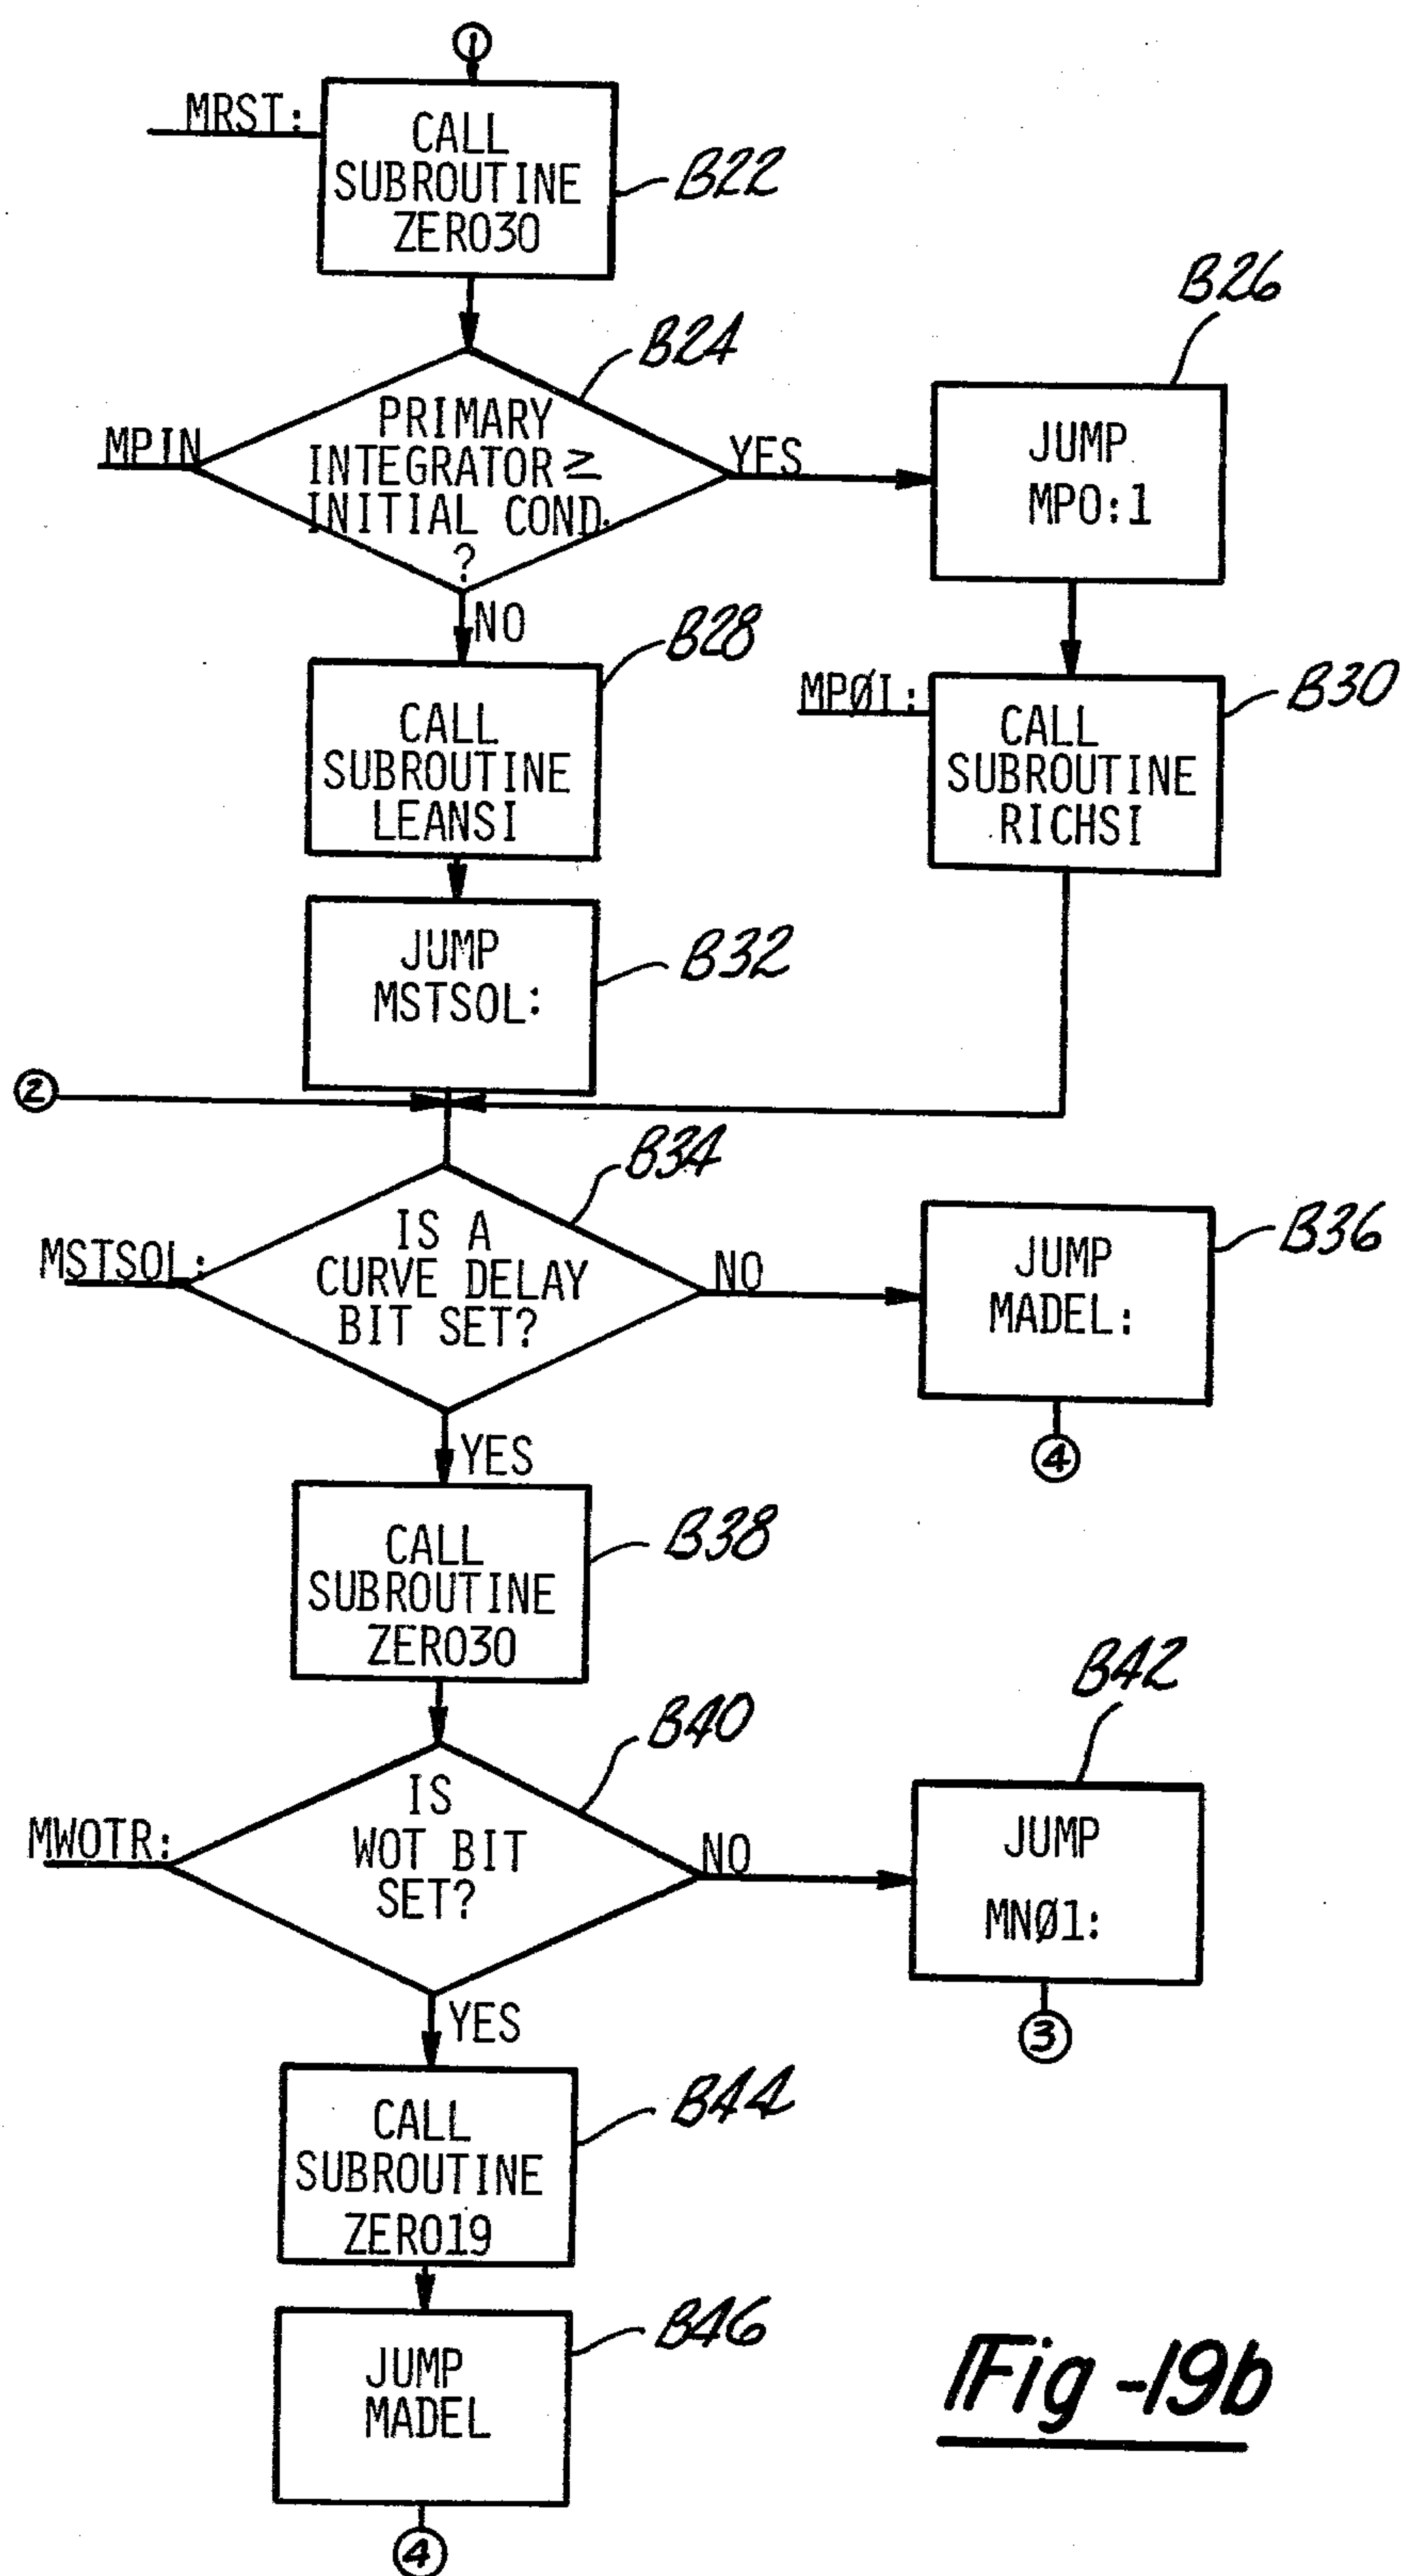 1
MRST:
CALL
SUBROUTINE
ZERO30
B22
B24
MPIN
PRIMARY
INTEGRATOR ≥
INITIAL COND.
?
YES
B26
JUMP
MPO:1
NO
B28
CALL
SUBROUTINE
LEANSI
MPØI:
CALL
SUBROUTINE
RICHSI
B30
JUMP
MSTSOL:
B32
2
B34
MSTSOL:
IS A
CURVE DELAY
BIT SET?
NO
JUMP
MADEL:
B36
4
YES
CALL
SUBROUTINE
ZERO30
B38
B40
MWOTR:
IS
WOT BIT
SET?
NO
B42
JUMP
MNØ1:
3
YES
CALL
SUBROUTINE
ZERO19
B44
JUMP
MADEL
B46
4
Fig-19b